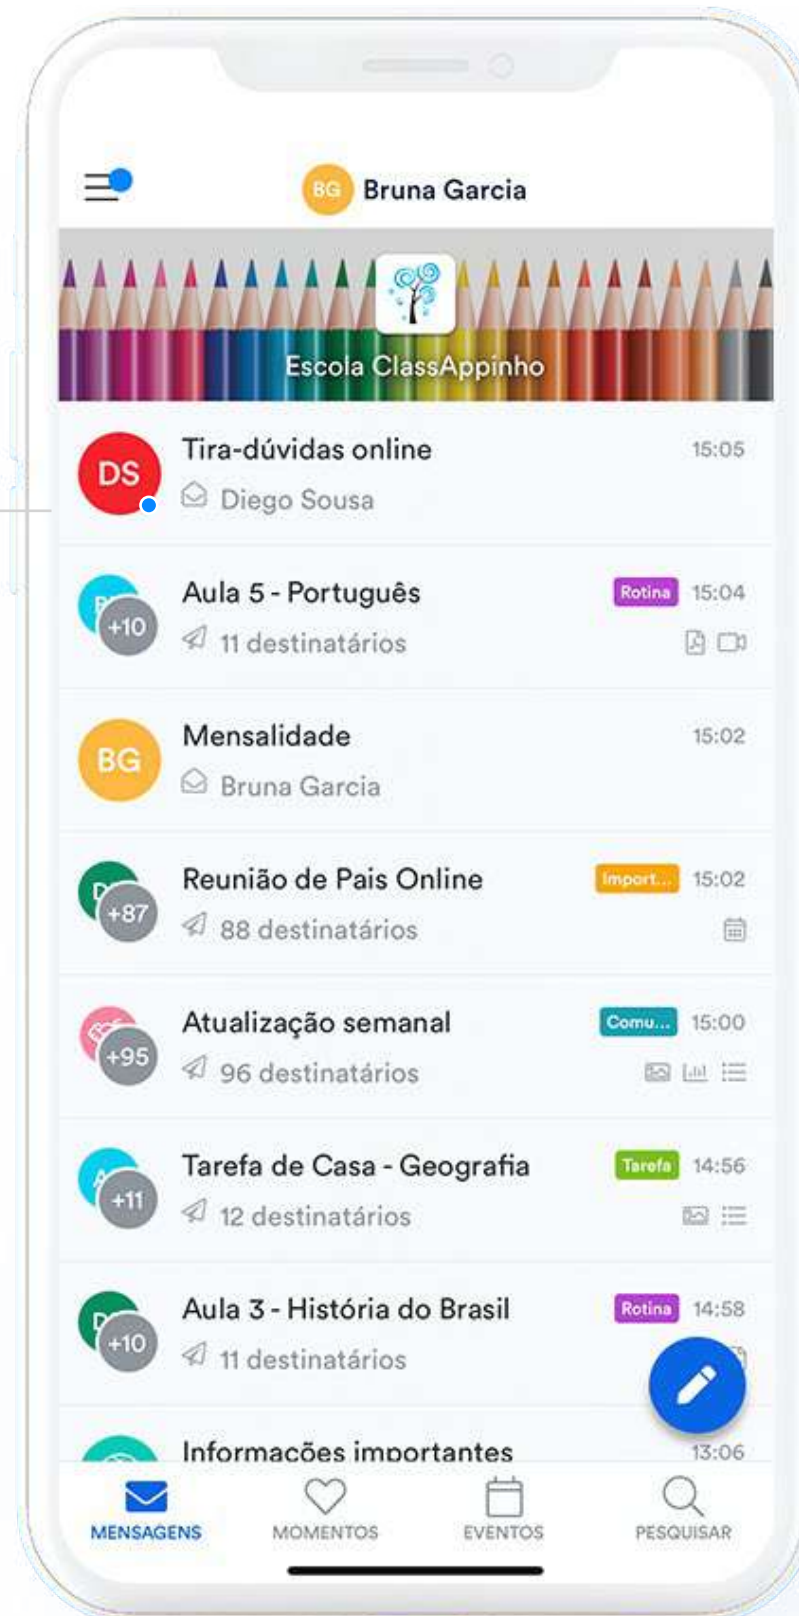 BG Bruna Garcia
Escola ClassAppinho
DS
Tira-dúvidas online 15:05
Diego Sousa
Aula 5 - Português Rotina 15:04
+10
11 destinatários
Mensalidade 15:02
BG
Bruna Garcia
Reunião de Pais Online Import... 15:02
+87
88 destinatários
Atualização semanal Comu... 15:00
+95
96 destinatários
Tarefa de Casa - Geografia Tarefa 14:56
+11
12 destinatários
Aula 3 - História do Brasil Rotina 14:58
+10
11 destinatários
Informações importantes 13:06
MENSAGENS MOMENTOS EVENTOS PESQUISAR